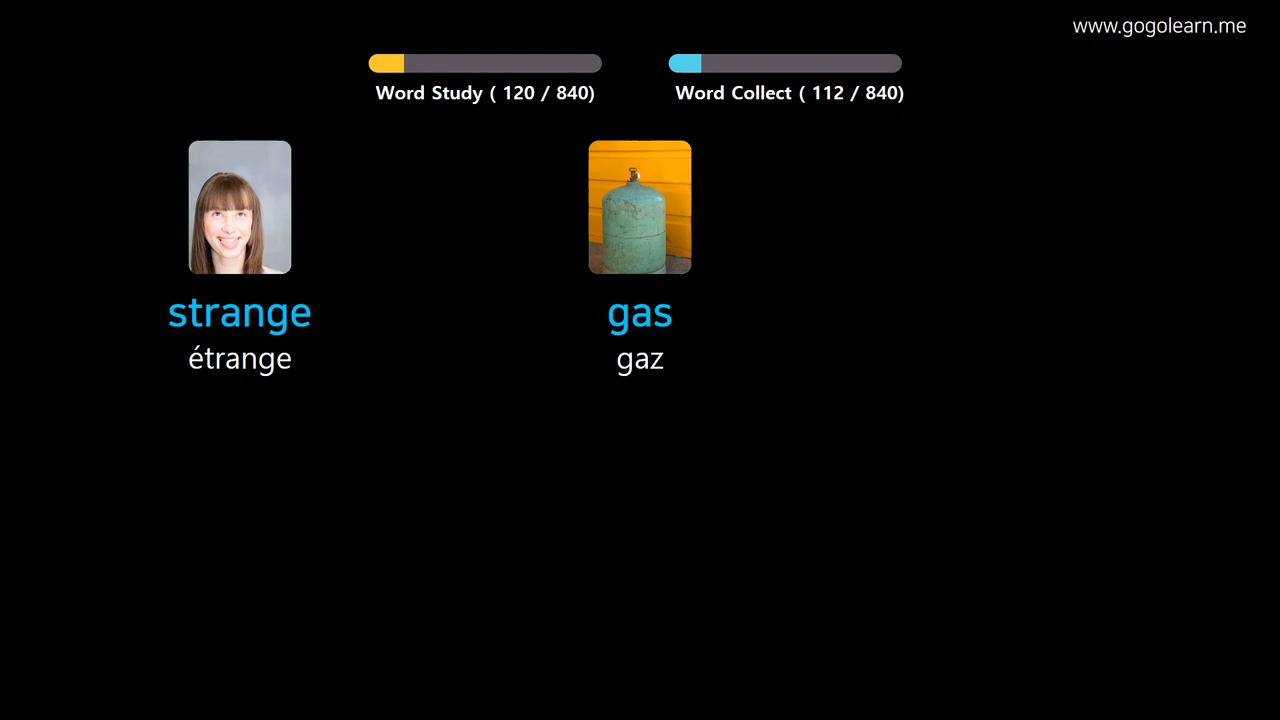 www.gogolearn.me
Word Study ( 120 / 840)
Word Collect ( 112 / 840)
strange
étrange
gas
gaz